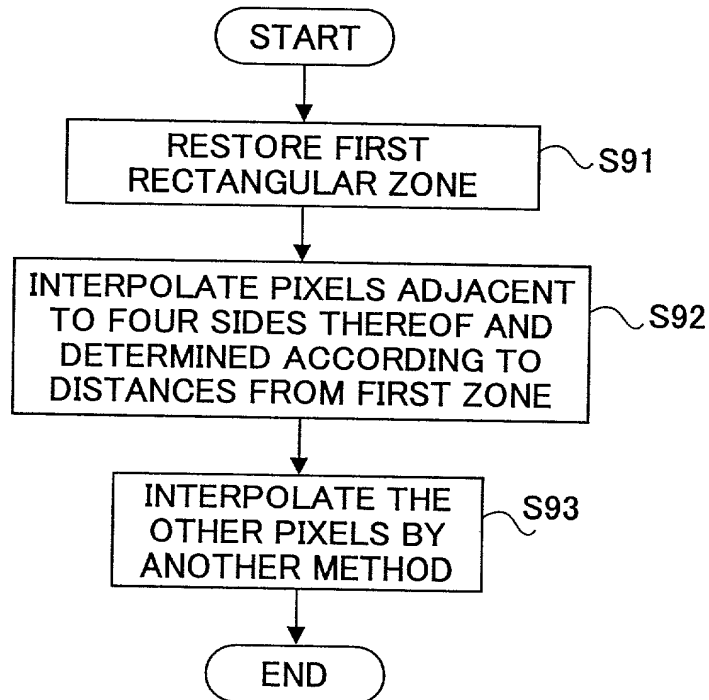 START
RESTORE FIRST
RECTANGULAR ZONE
S91
INTERPOLATE PIXELS ADJACENT
TO FOUR SIDES THEREOF AND
DETERMINED ACCORDING TO
DISTANCES FROM FIRST ZONE
S92
INTERPOLATE THE
OTHER PIXELS BY
ANOTHER METHOD
S93
END